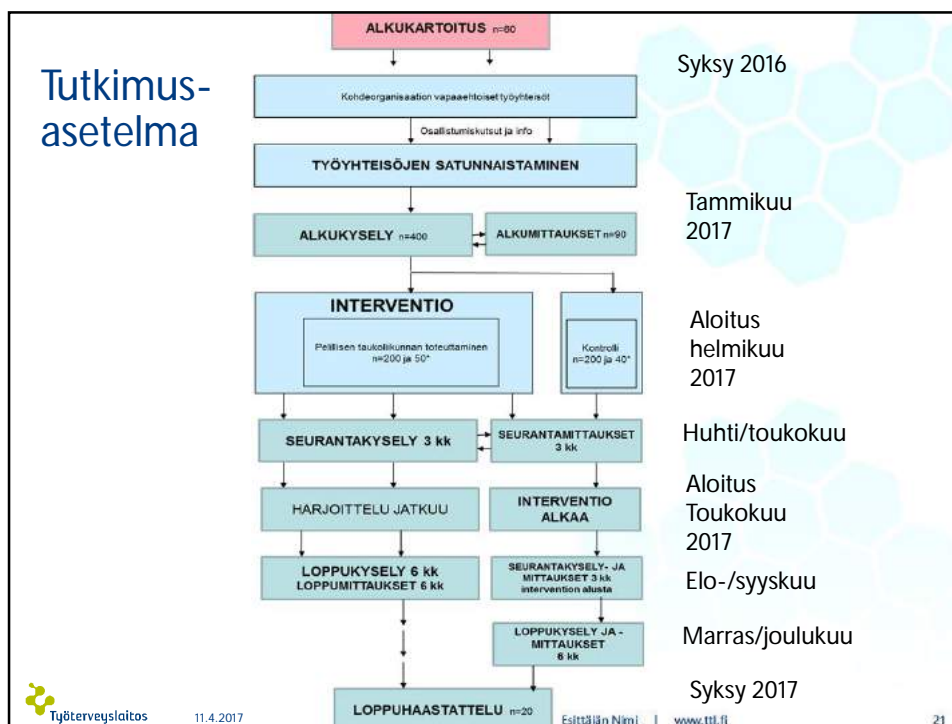 Tutkimus-
asetelma
ALKUKARTOITUS n=60
Syksy 2016
Kohdeorganisaation vapaaehtoiset työyhteisöt
Osallistumiskutsut ja info
TYÖYHTEISÖJEN SATUNNAISTAMINEN
Tammikuu
2017
ALKUKYSELY n=400
ALKUMITTAUKSET n=90
INTERVENTIO
Pelillisen taukoliikunnan toteuttaminen
n=200 ja 50*
Kontrolli
n=200 ja 40*
Aloitus
helmikuu
2017
SEURANTAKYSELY 3 kk
SEURANTAMITTAUKSET
3 kk
Huhti/toukokuu
HARJOITTELU JATKUU
INTERVENTIO
ALKAA
Aloitus
Toukokuu
2017
LOPPUKYSELY 6 kk
LOPPUMITTAUKSET 6 kk
SEURANTAKYSELY- JA
MITTAUKSET 3 kk
intervention alusta
Elo-/syyskuu
LOPPUKYSELY JA -
MITTAUKSET
6 kk
Marras/joulukuu
Syksy 2017
LOPPUHAASTATTELU n=20
Työterveyslaitos
11.4.2017
Esittäjän Nimi | www.ttl.fi
21